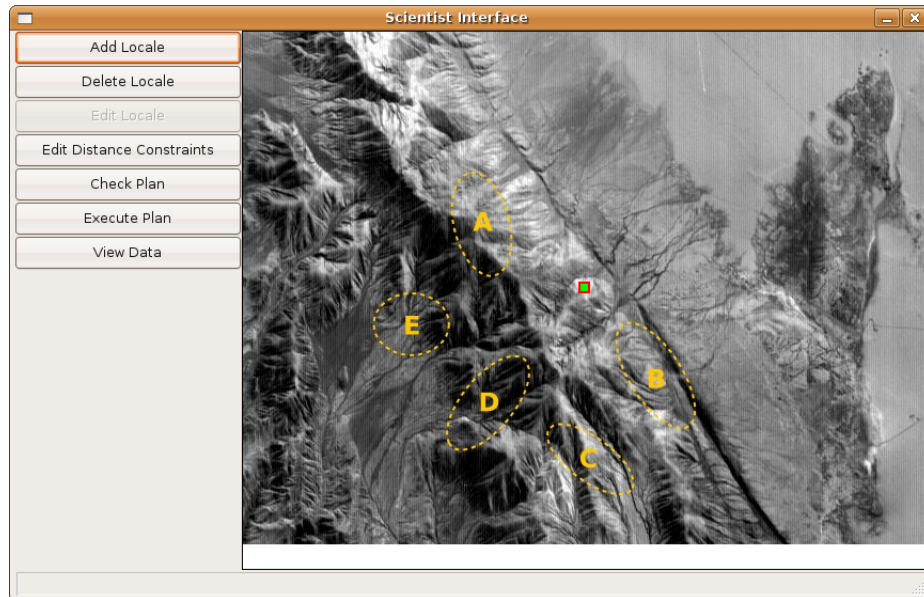 Scientist Interface
Add Locale
Delete Locale
Edit Locale
Edit Distance Constraints
Check Plan
Execute Plan
View Data
A
E
B
D
C